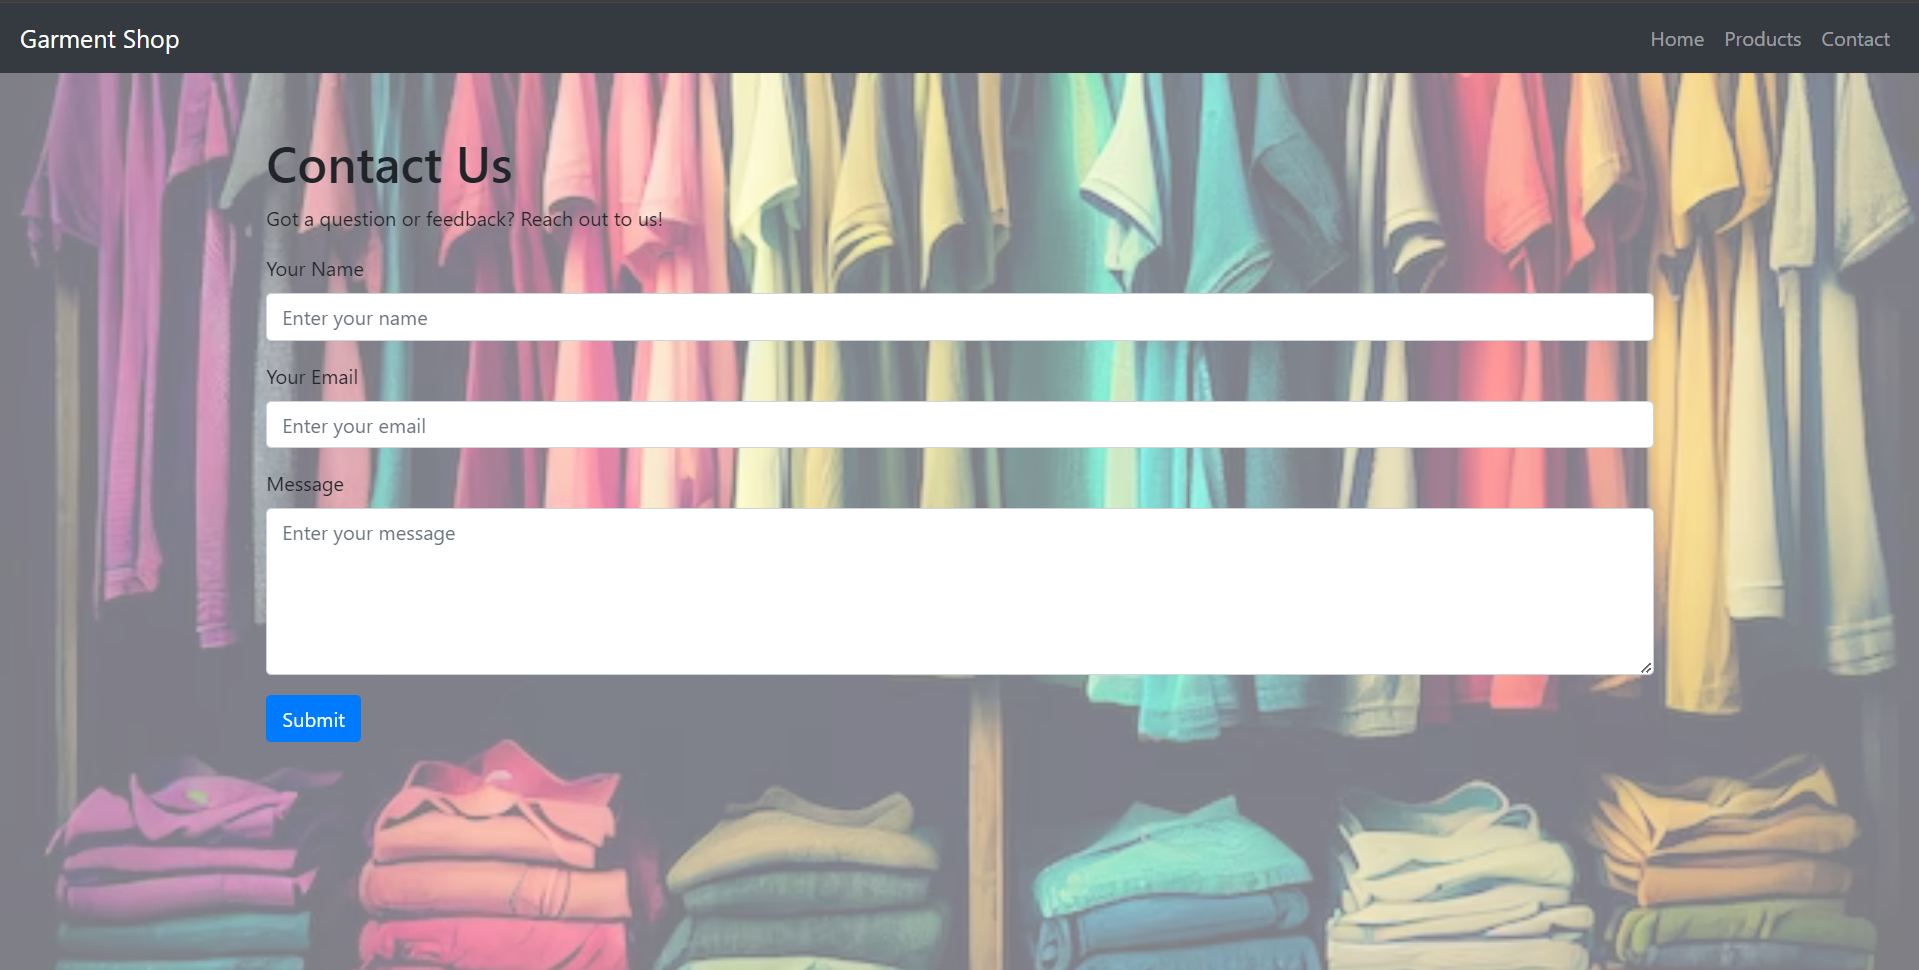 Garment Shop
Home Products Contact
Contact Us
Got a question or feedback? Reach out to us!
Your Name
Enter your name
Your Email
Enter your email
Message
Enter your message
Submit